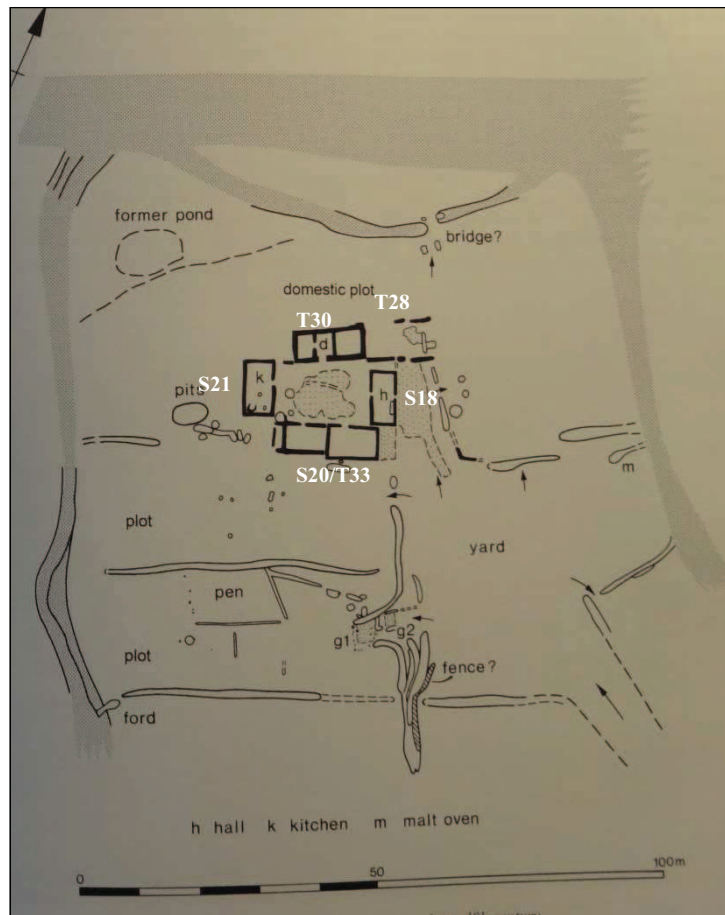 former pond
bridge?
domestic plot
T28
T30
d
S21
k
h
S18
pits
S20/T33
m
plot
yard
pen
g1
g2
plot
fence?
ford
h hall k kitchen m malt oven
0
50
100m